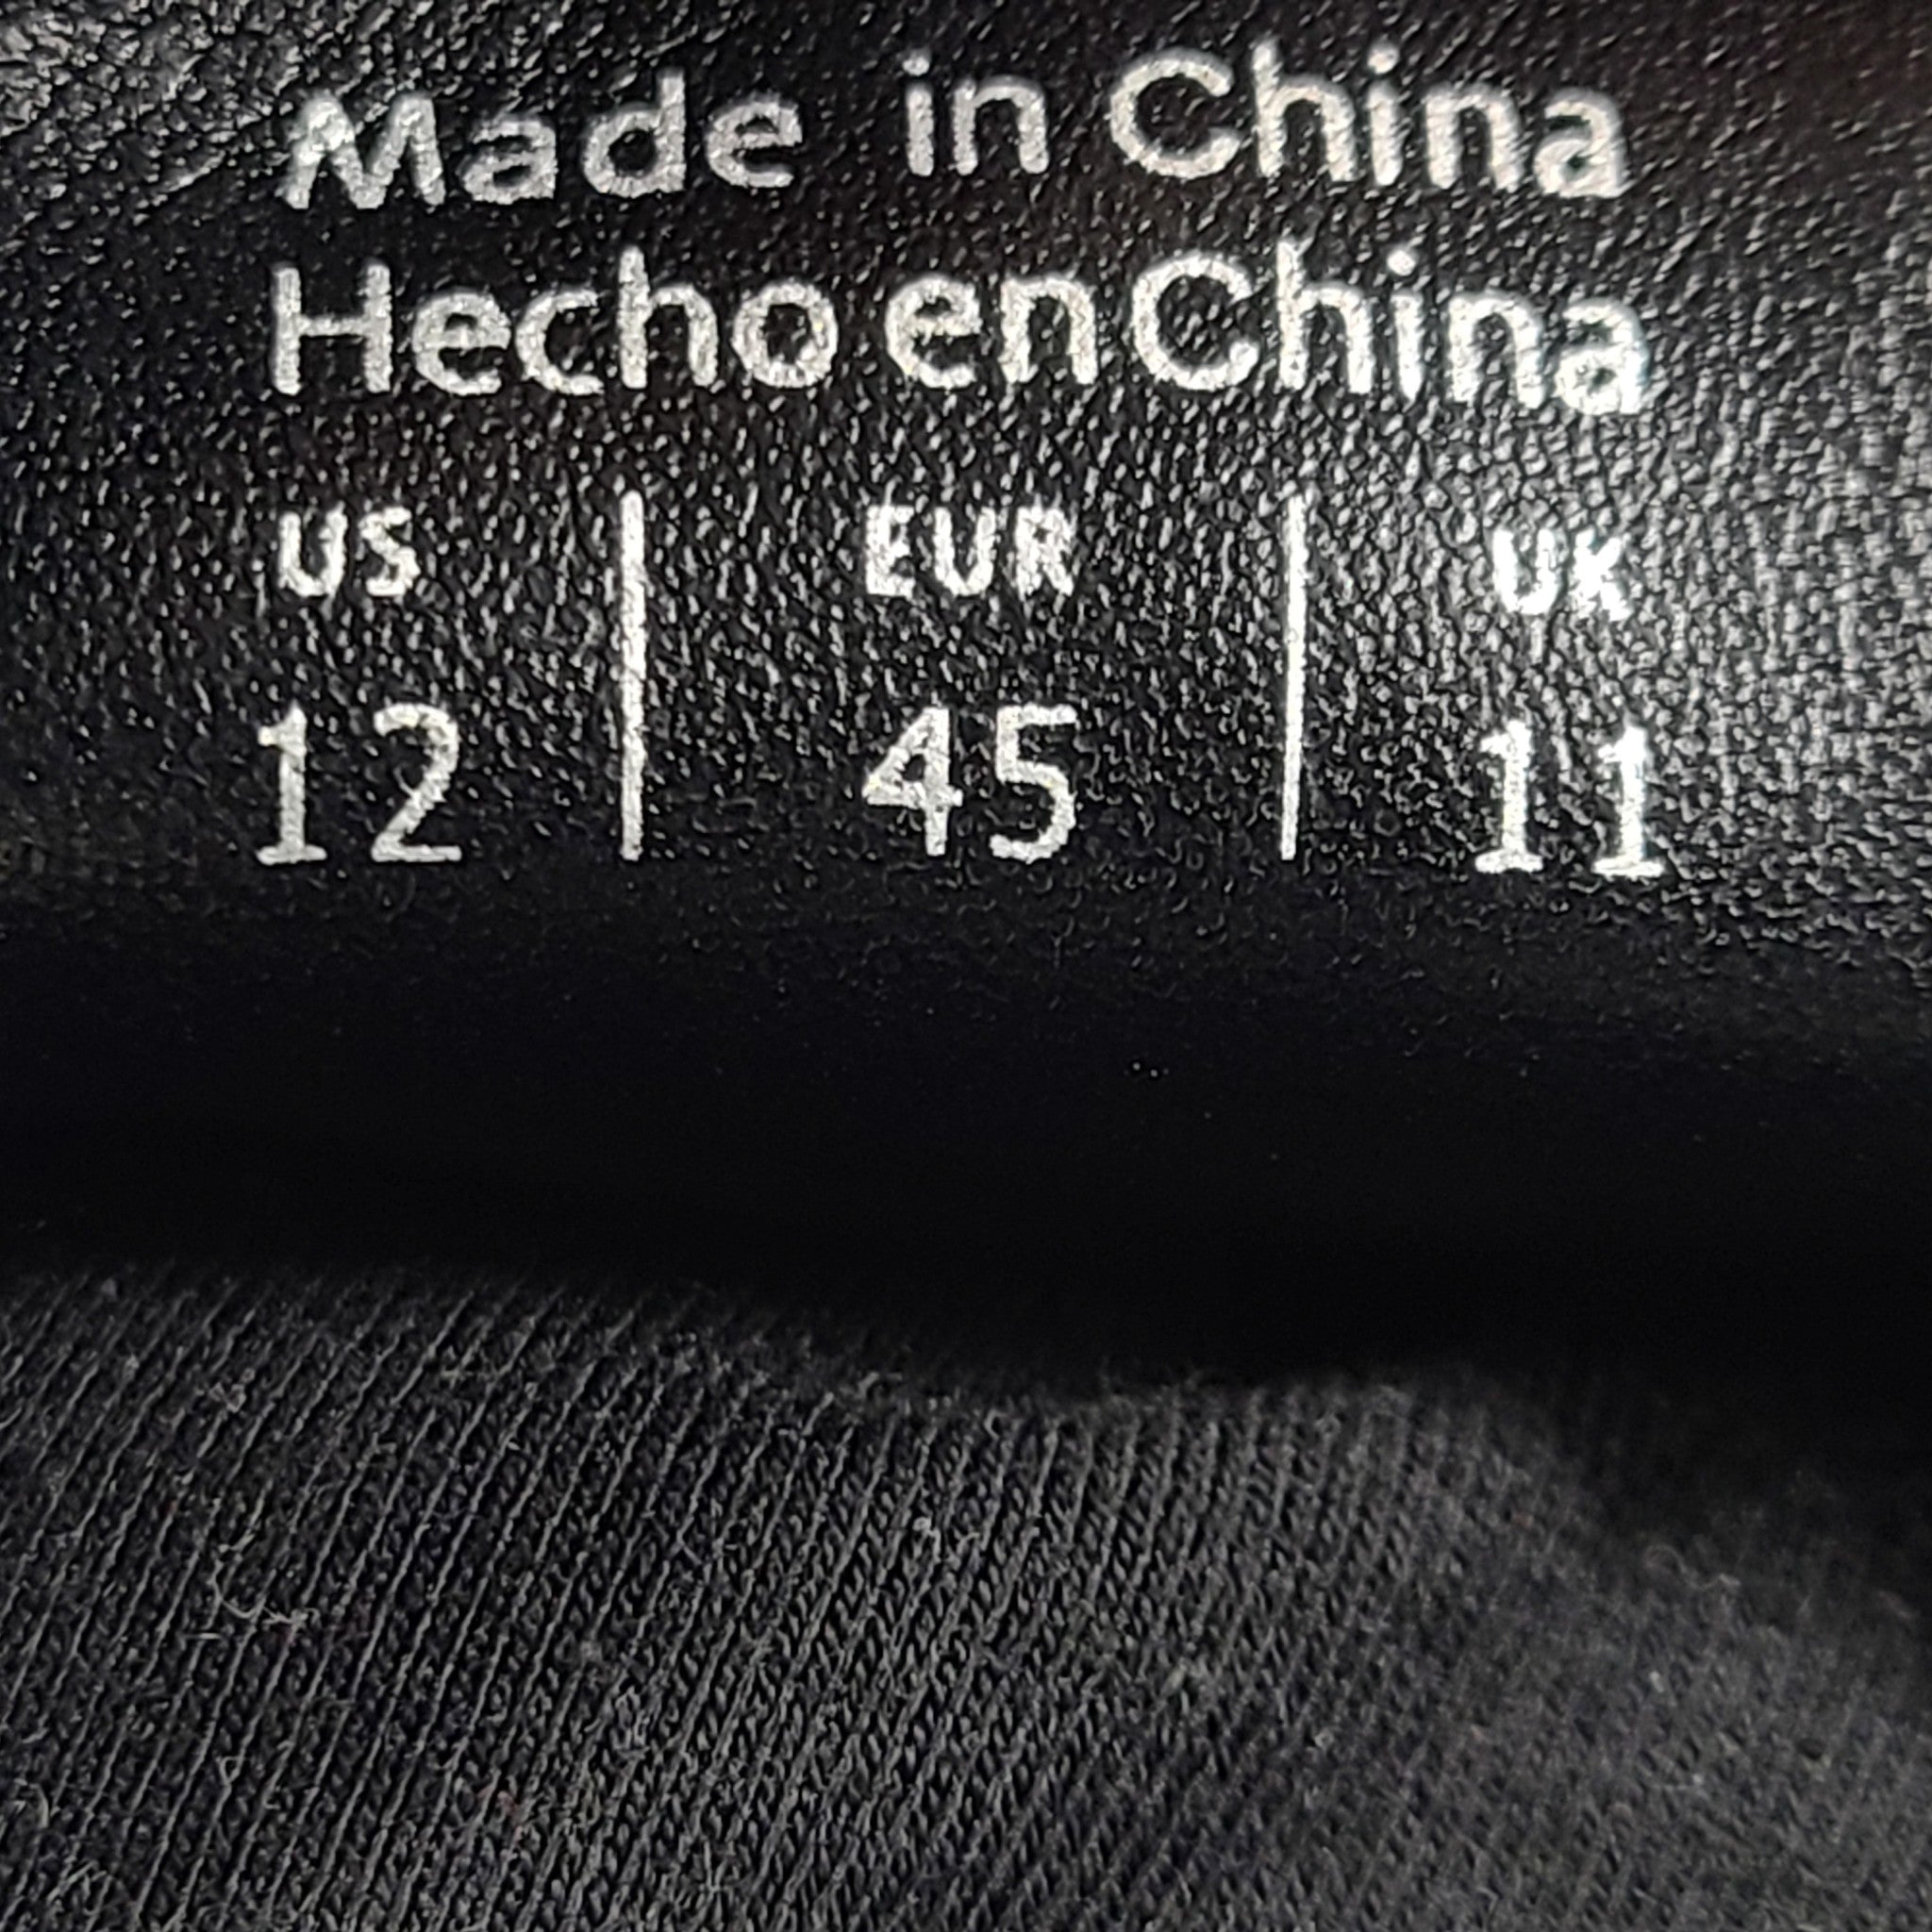 Made in China
Hecho en China
US | EUR | UK
12 | 45 | 11